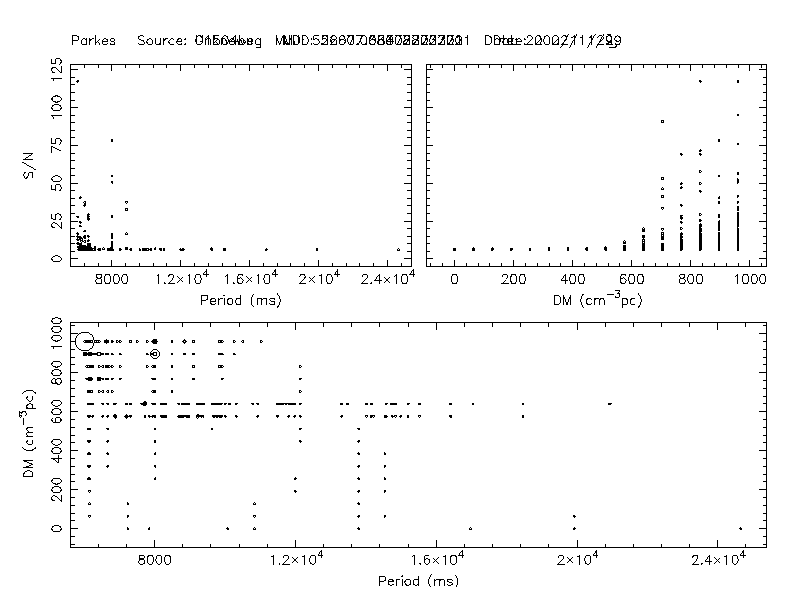 Parkes Source:
125
100
75
50
25
0
S/N
8000 1.2×10⁴ 1.6×10⁴ 2×10⁴ 2.4×10⁴
Period (ms)
0 200 400 600 800 1000
DM (cm⁻³pc)
1000
800
600
400
200
0
DM (cm⁻³pc)
8000 1.2×10⁴ 1.6×10⁴ 2×10⁴ 2.4×10⁴
Period (ms)